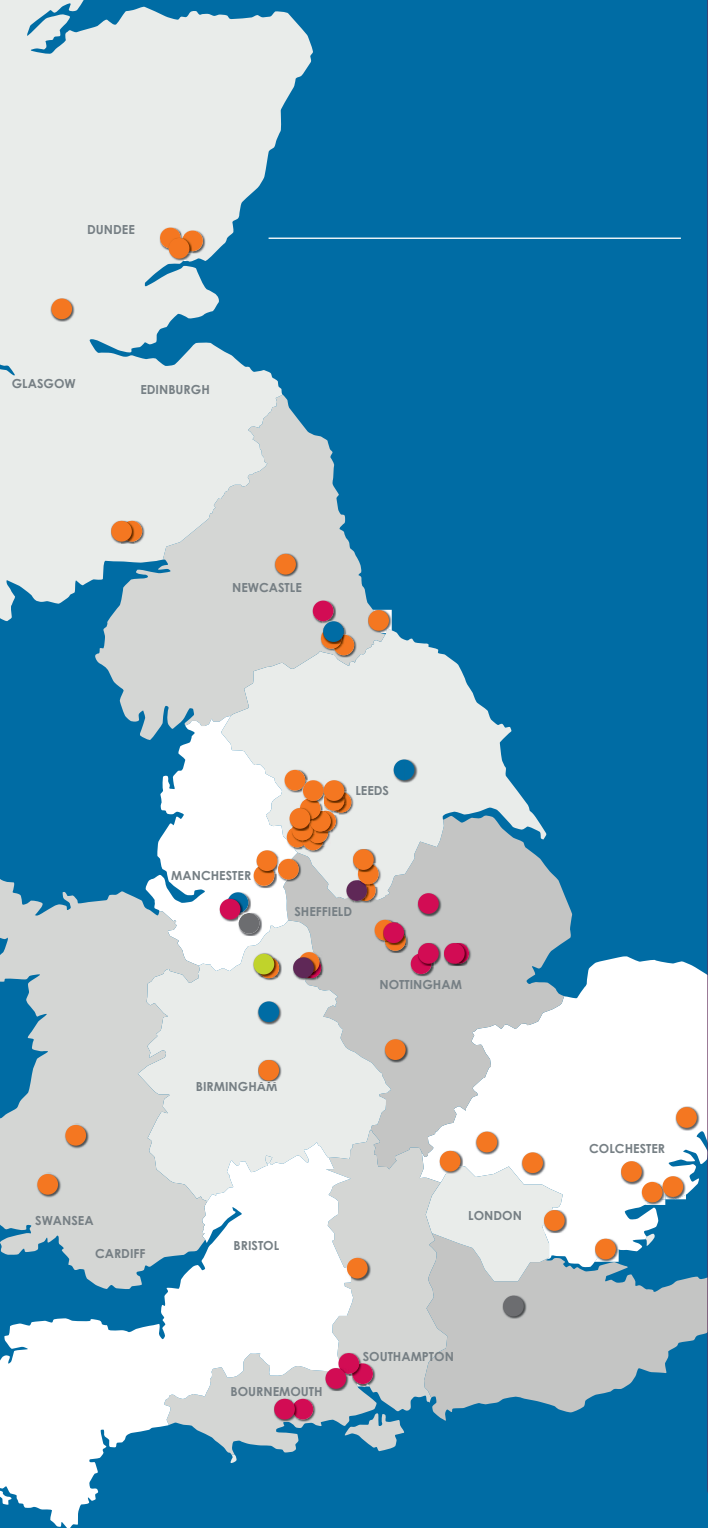 DUNDEE
GLASGOW
EDINBURGH
NEWCASTLE
LEEDS
MANCHESTER
SHEFFIELD
NOTTINGHAM
BIRMINGHAM
COLCHESTER
LONDON
SWANSEA
BRISTOL
CARDIFF
SOUTHAMPTON
BOURNEMOUTH